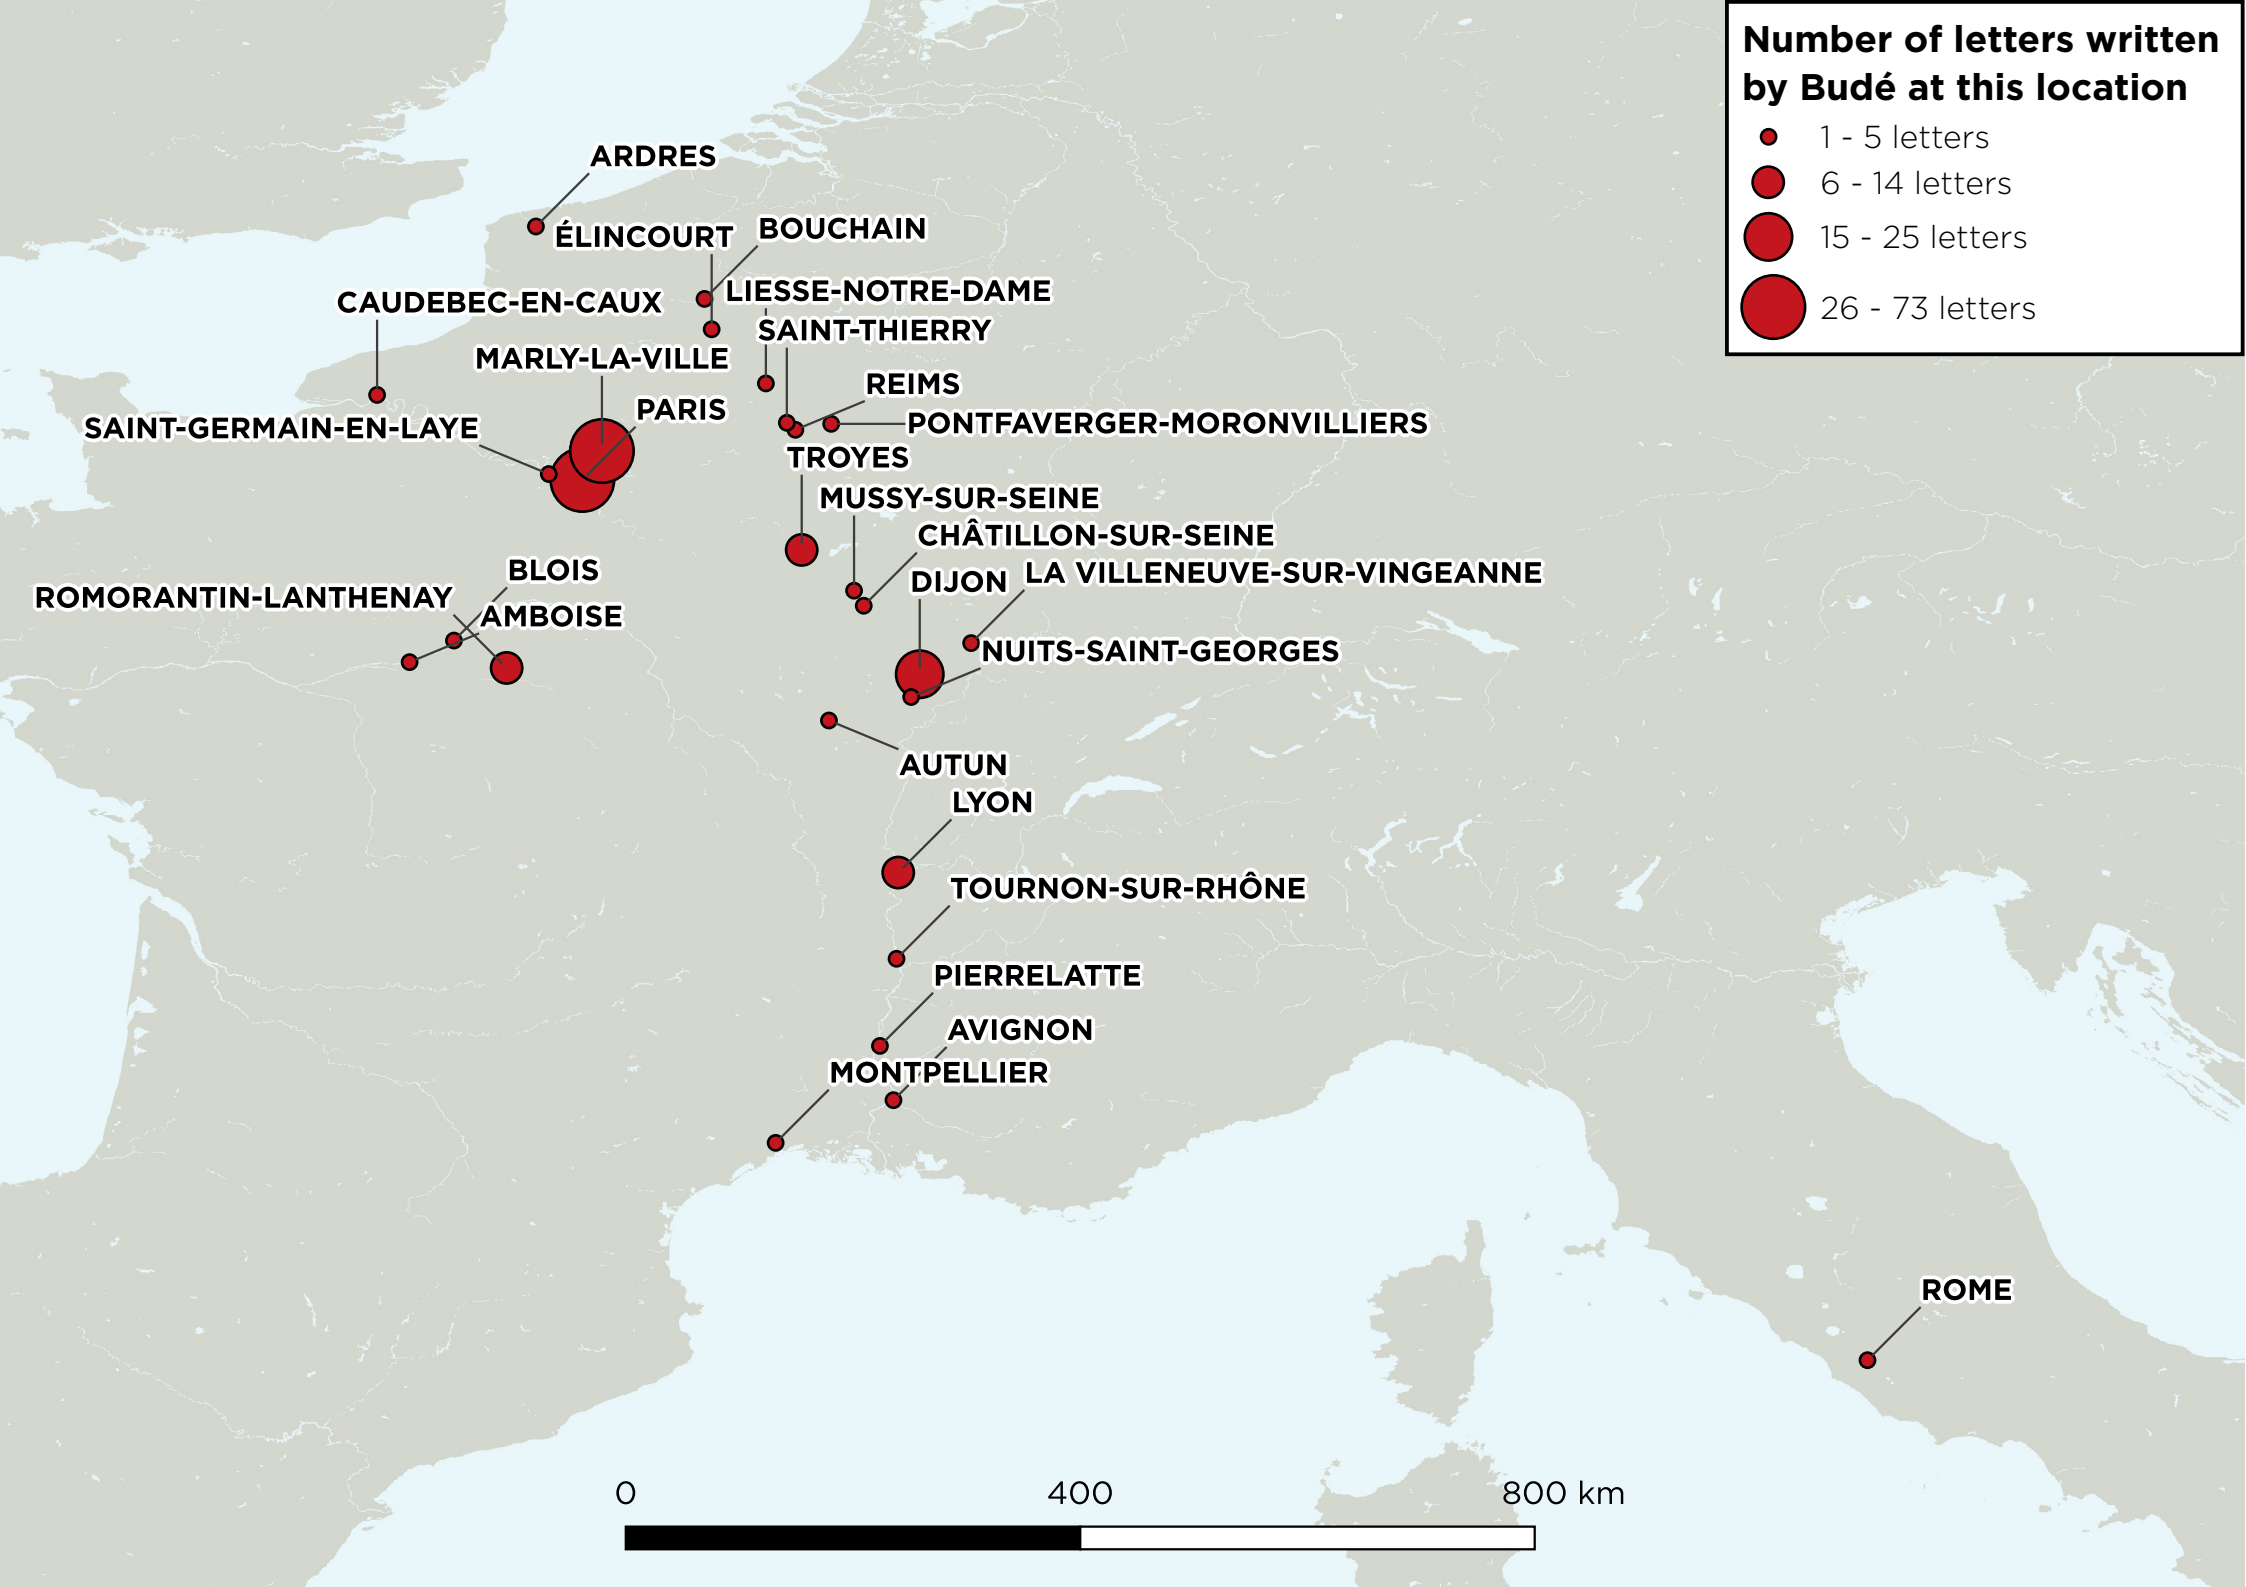 Number of letters written
by Budé at this location
1 - 5 letters
6 - 14 letters
15 - 25 letters
26 - 73 letters
ARDRES
ÉLINCOURT
BOUCHAIN
LIESSE-NOTRE-DAME
CAUDEBEC-EN-CAUX
SAINT-THIERRY
MARLY-LA-VILLE
REIMS
PARIS
PONTFAVERGER-MORONVILLIERS
SAINT-GERMAIN-EN-LAYE
TROYES
MUSSY-SUR-SEINE
CHÂTILLON-SUR-SEINE
BLOIS
LA VILLENEUVE-SUR-VINGEANNE
DIJON
ROMORANTIN-LANTHENAY
AMBOISE
NUITS-SAINT-GEORGES
AUTUN
LYON
TOURNON-SUR-RHÔNE
PIERRELATTE
AVIGNON
MONTPELLIER
ROME
0 400 800 km